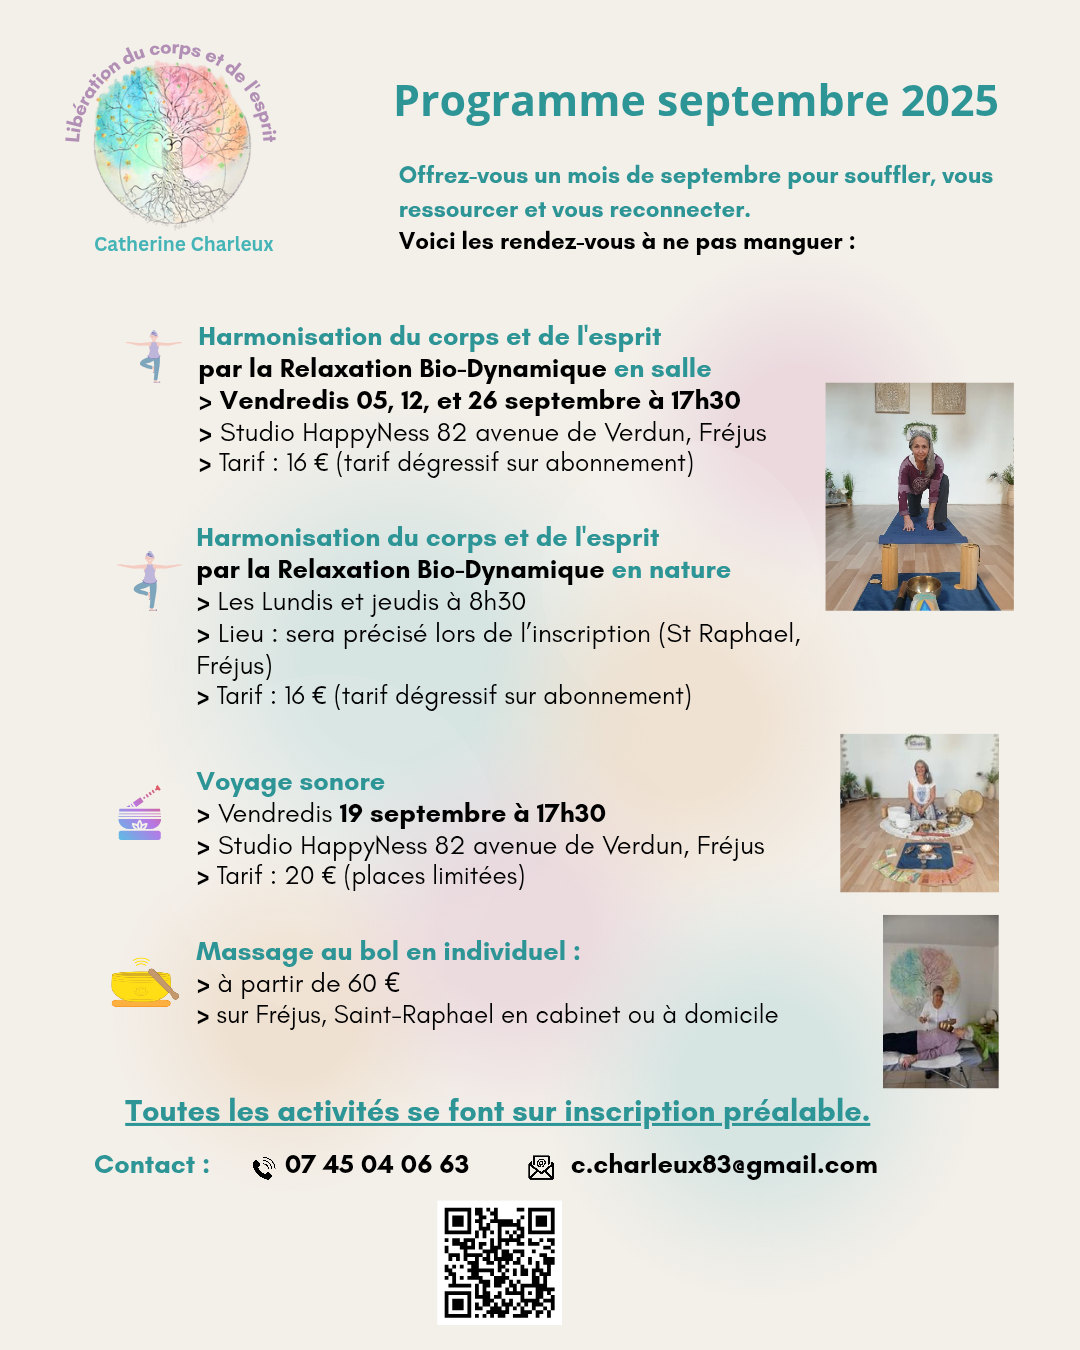 Libération du corps et de l'esprit
Catherine Charleux
Programme septembre 2025
Offrez-vous un mois de septembre pour souffler, vous
ressourcer et vous reconnecter.
Voici les rendez-vous à ne pas manguer :
Harmonisation du corps et de l'esprit
par la Relaxation Bio-Dynamique en salle
> Vendredis 05, 12, et 26 septembre à 17h30
> Studio HappyNess 82 avenue de Verdun, Fréjus
> Tarif : 16 € (tarif dégressif sur abonnement)
Harmonisation du corps et de l'esprit
par la Relaxation Bio-Dynamique en nature
> Les Lundis et jeudis à 8h30
> Lieu : sera précisé lors de l’inscription (St Raphael,
Fréjus)
> Tarif : 16 € (tarif dégressif sur abonnement)
Voyage sonore
> Vendredis 19 septembre à 17h30
> Studio HappyNess 82 avenue de Verdun, Fréjus
> Tarif : 20 € (places limitées)
Massage au bol en individuel :
> à partir de 60 €
> sur Fréjus, Saint-Raphael en cabinet ou à domicile
Toutes les activités se font sur inscription préalable.
Contact : 07 45 04 06 63 c.charleux83@gmail.com